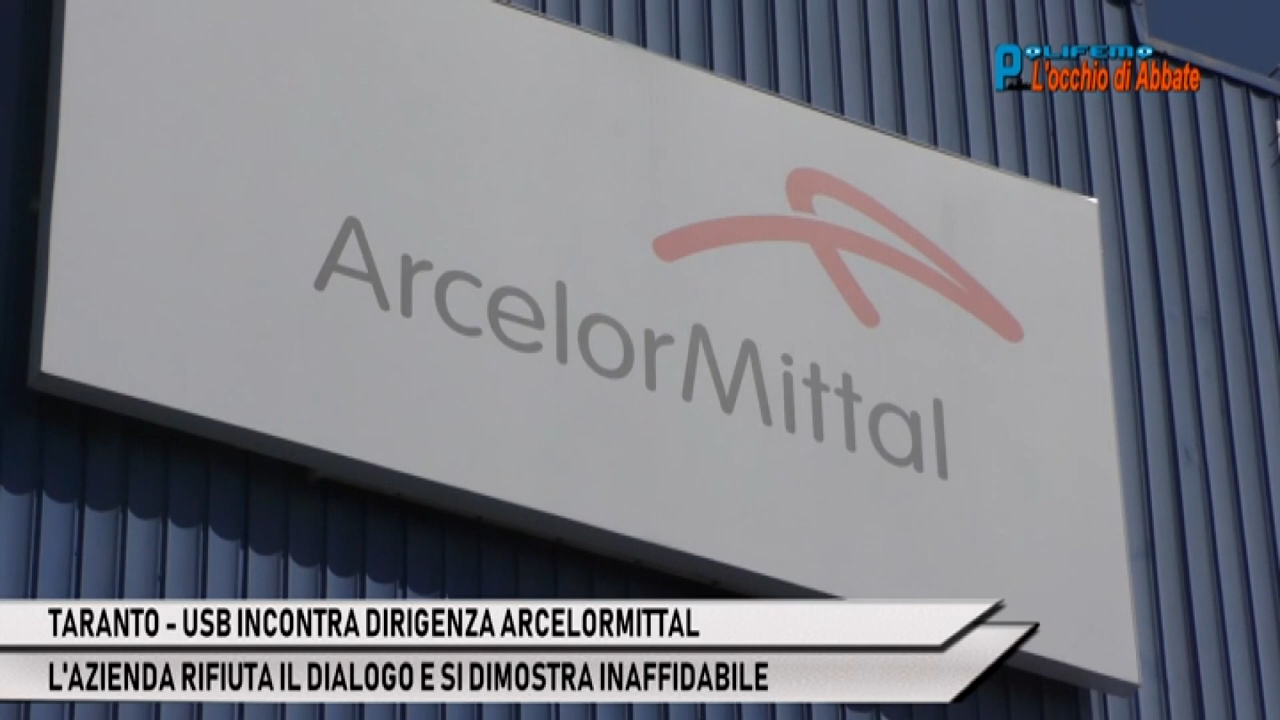 POLIFEMO
L'occhio di Abbate
ArcelorMittal
TARANTO – USB INCONTRA DIRIGENZA ARCELORMITTAL
L'AZIENDA RIFIUTA IL DIALOGO E SI DIMOSTRA INAFFIDABILE